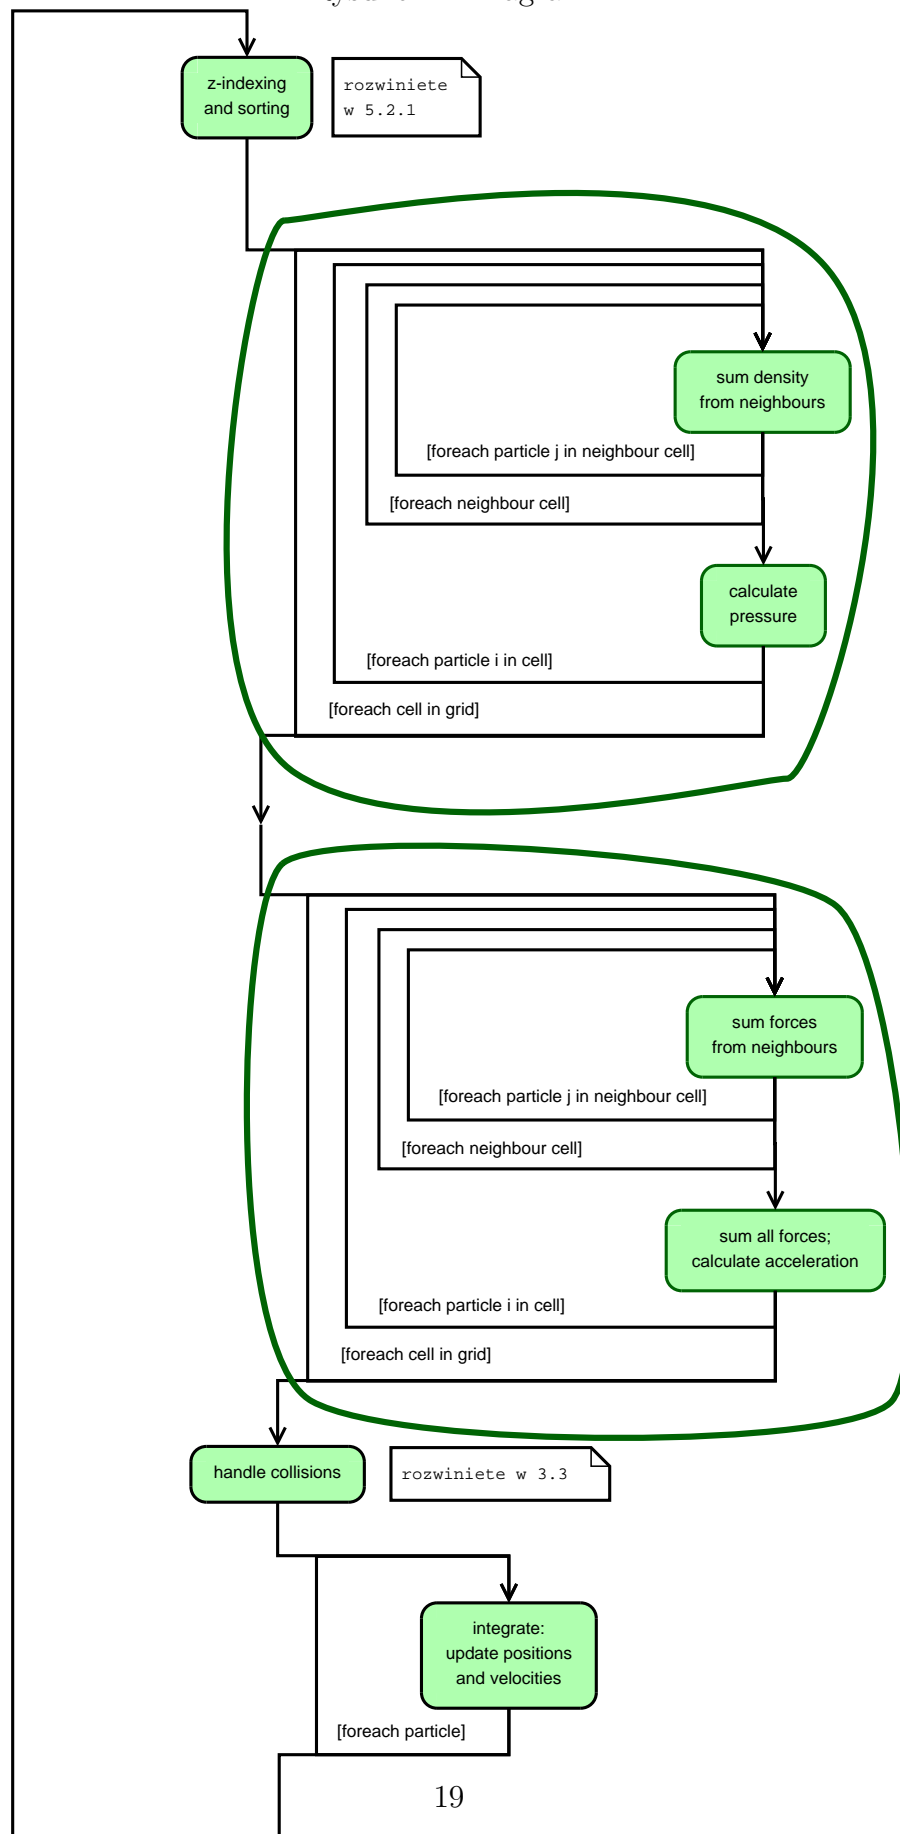 z-indexing
and sorting
rozwiniete
w 5.2.1
sum density
from neighbours
[foreach particle j in neighbour cell]
[foreach neighbour cell]
calculate
pressure
[foreach particle i in cell]
[foreach cell in grid]
sum forces
from neighbours
[foreach particle j in neighbour cell]
[foreach neighbour cell]
sum all forces;
calculate acceleration
[foreach particle i in cell]
[foreach cell in grid]
handle collisions
rozwiniete w 3.3
integrate:
update positions
and velocities
[foreach particle]
19